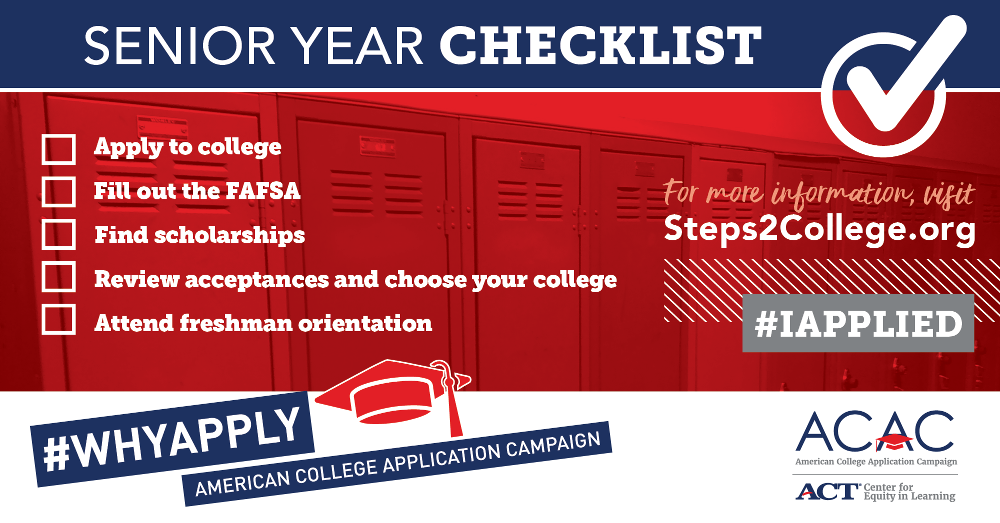 SENIOR YEAR CHECKLIST
Apply to college
Fill out the FAFSA
Find scholarships
Review acceptances and choose your college
Attend freshman orientation
For more information, visit
Steps2College.org
#IAPPLIED
#WHYAPPLY
AMERICAN COLLEGE APPLICATION CAMPAIGN
ACAC
American College Application Campaign
ACT® Center for
Equity in Learning